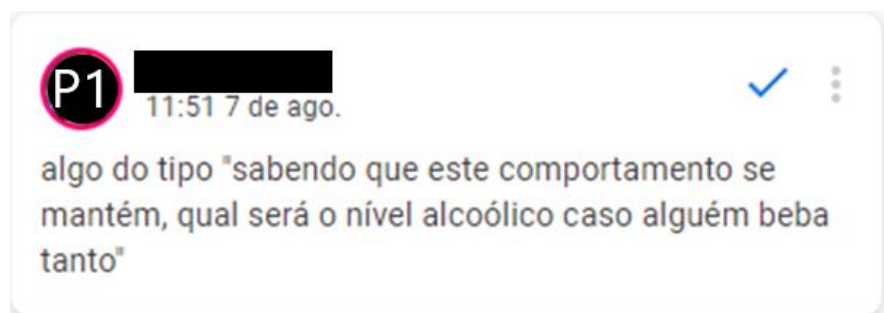 P1
11:51 7 de ago.
algo do tipo "sabendo que este comportamento se
mantém, qual será o nível alcoólico caso alguém beba
tanto"